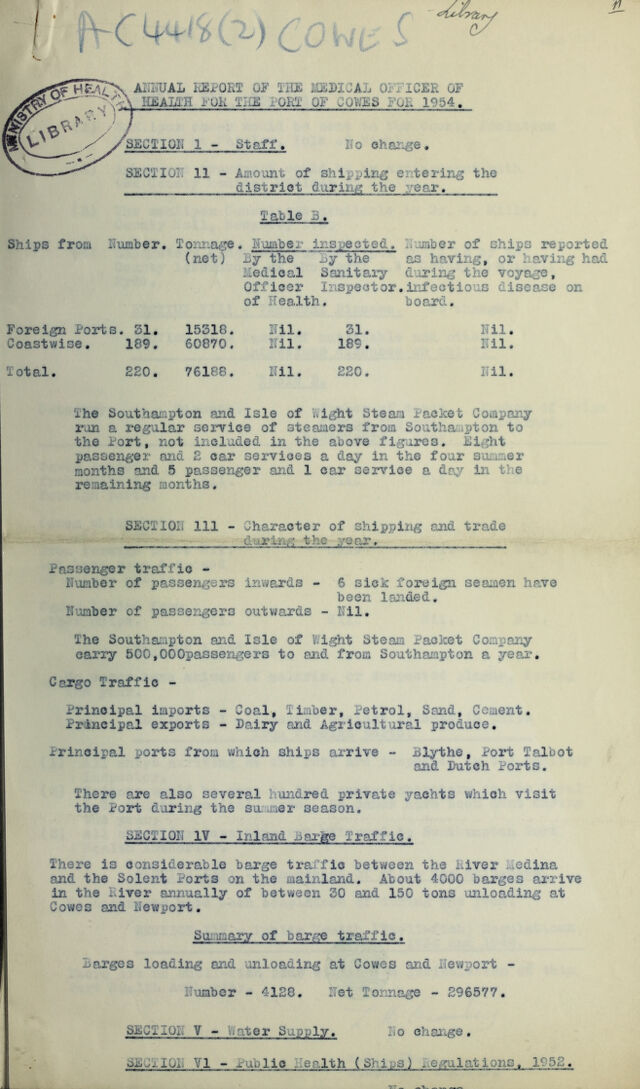 Library
11
A C4418(2) COWES
MINISTRY OF HEALTH
LIBRARY
ANNUAL REPORT OF THE MEDICAL OFFICER OF
HEALTH FOR THE PORT OF COWES FOR 1954.
SECTION 1 - Staff. No change.
SECTION 11 - Amount of shipping entering the
district during the year.
Table B.
Ships from Number. Tonnage. Number inspected. Number of ships reported
(net) By the By the as having, or having had
Medical Sanitary during the voyage,
Officer Inspector. infectious disease on
of Health. board.
Foreign Ports. 31. 15318. Nil. 31. Nil.
Coastwise. 189. 60870. Nil. 189. Nil.
Total. 220. 76188. Nil. 220. Nil.
The Southampton and Isle of Wight Steam Packet Company
run a regular service of steamers from Southampton to
the Port, not included in the above figures. Eight
passenger and 2 car services a day in the four summer
months and 5 passenger and 1 car service a day in the
remaining months.
SECTION 111 - Character of shipping and trade
during the year.
Passenger traffic -
Number of passengers inwards - 6 sick foreign seamen have
been landed.
Number of passengers outwards - Nil.
The Southampton and Isle of Wight Steam Packet Company
carry 500,000passengers to and from Southampton a year.
Cargo Traffic -
Principal imports - Coal, Timber, Petrol, Sand, Cement.
Principal exports - Dairy and Agricultural produce.
Principal ports from which ships arrive - Blythe, Port Talbot
and Dutch Ports.
There are also several hundred private yachts which visit
the Port during the summer season.
SECTION 1V - Inland Barge Traffic.
There is considerable barge traffic between the River Medina
and the Solent Ports on the mainland. About 4000 barges arrive
in the River annually of between 30 and 150 tons unloading at
Cowes and Newport.
Summary of barge traffic.
Barges loading and unloading at Cowes and Newport -
Number - 4128. Net Tonnage - 296577.
SECTION V - Water Supply. No change.
SECTION V1 - Public Health (Ships) Regulations, 1952.
No change